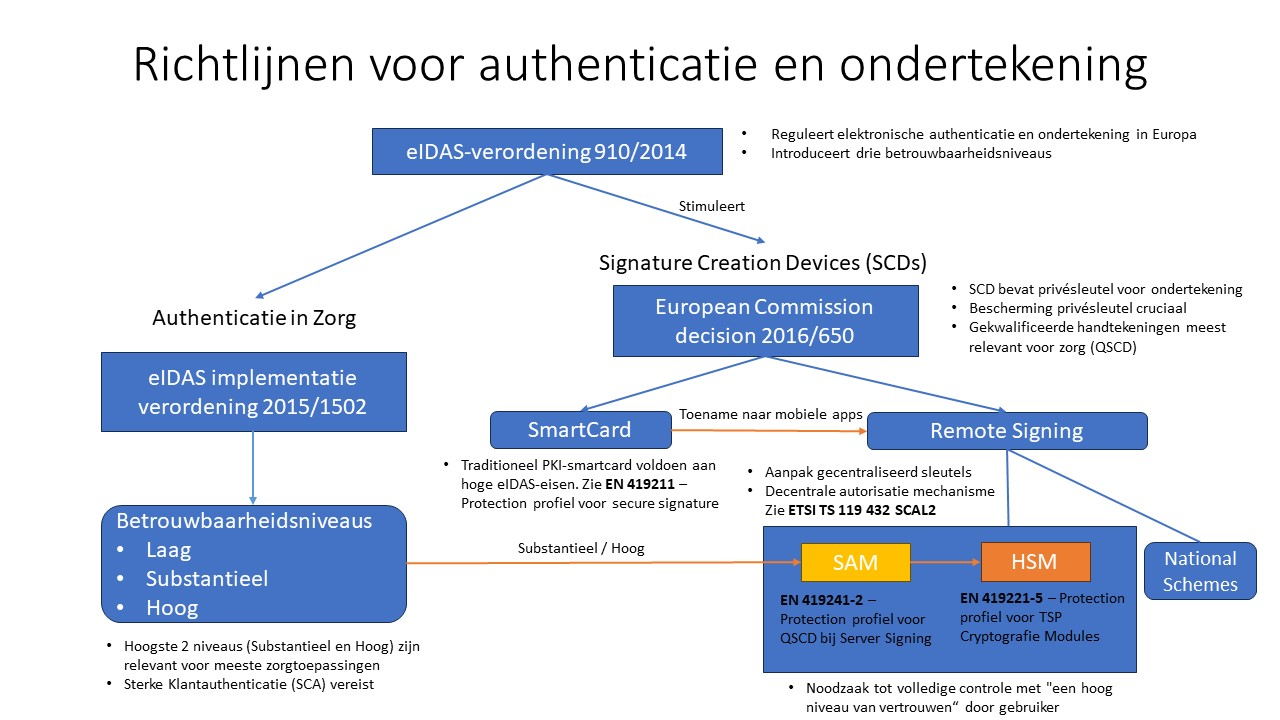 Richtlijnen voor authenticatie en ondertekening
eIDAS-verordening 910/2014
• Reguleert elektronische authenticatie en ondertekening in Europa
• Introduceert drie betrouwbaarheidsniveaus
Stimuleert
Signature Creation Devices (SCDs)
European Commission
decision 2016/650
• SCD bevat privésleutel voor ondertekening
• Bescherming privésleutel cruciaal
• Gekwalificeerde handtekeningen meest
relevant voor zorg (QSCD)
Authenticatie in Zorg
eIDAS implementatie
verordening 2015/1502
SmartCard
Toename naar mobiele apps
Remote Signing
• Traditioneel PKI-smartcard voldoen aan
hoge eIDAS-eisen. Zie EN 419211 –
Protection profiel voor secure signature
• Aanpak gecentraliseerd sleutels
• Decentrale autorisatie mechanisme
Zie ETSI TS 119 432 SCAL2
Betrouwbaarheidsniveaus
• Laag
• Substantieel
• Hoog
Substantieel / Hoog
SAM
HSM
National
Schemes
EN 419241-2 –
Protection profiel voor
QSCD bij Server Signing
EN 419221-5 – Protection
profiel voor TSP
Cryptografie Modules
• Hoogste 2 niveaus (Substantieel en Hoog) zijn
relevant voor meeste zorgtoepassingen
• Sterke Klantauthenticatie (SCA) vereist
• Noodzaak tot volledige controle met "een hoog
niveau van vertrouwen“ door gebruiker